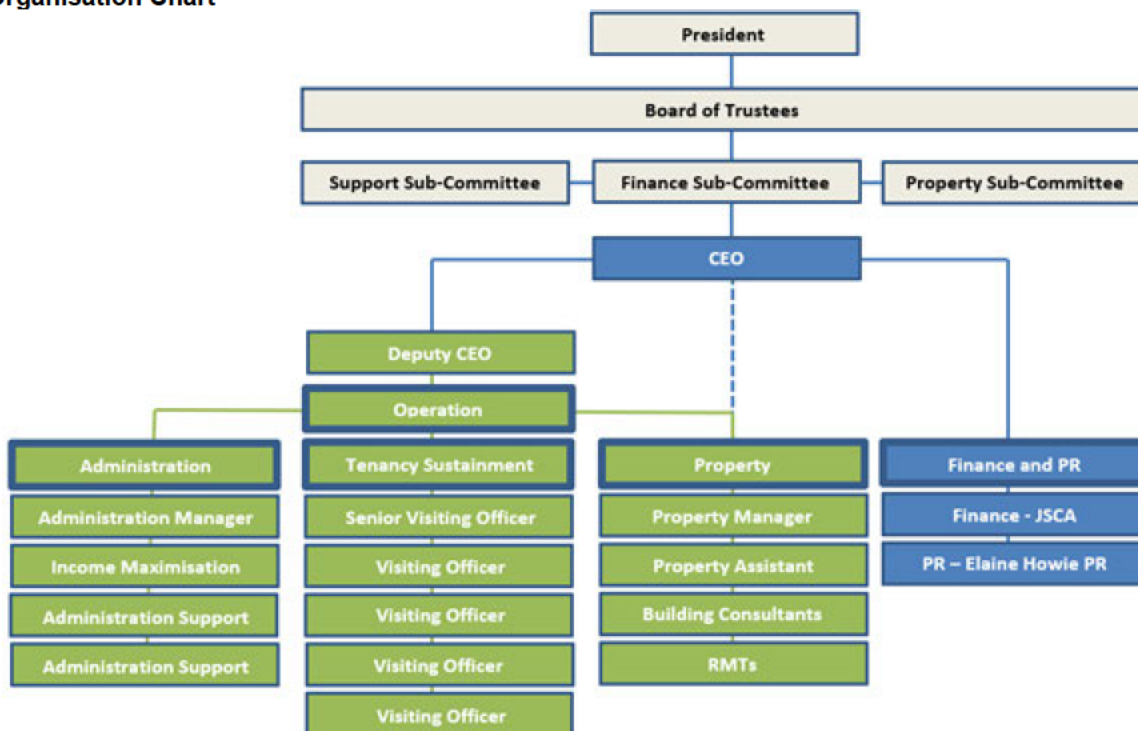 Organisation Chart
President
Board of Trustees
Support Sub-Committee
Finance Sub-Committee
Property Sub-Committee
CEO
Deputy CEO
Operation
Administration
Administration Manager
Income Maximisation
Administration Support
Administration Support
Tenancy Sustainment
Senior Visiting Officer
Visiting Officer
Visiting Officer
Visiting Officer
Visiting Officer
Property
Property Manager
Property Assistant
Building Consultants
RMTs
Finance and PR
Finance - JSCA
PR – Elaine Howie PR